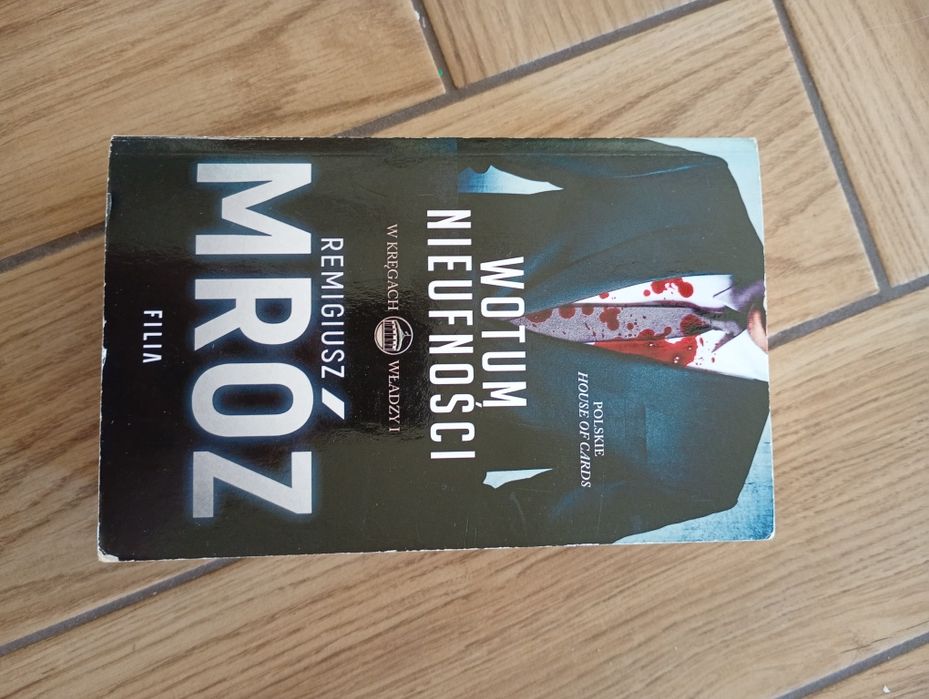 POLSKIE
HOUSE OF CARDS
WOTUM
NIEUFNOŚCI
W KRĘGACH WŁADZY I
REMIGIUSZ
MRÓZ
FILIA